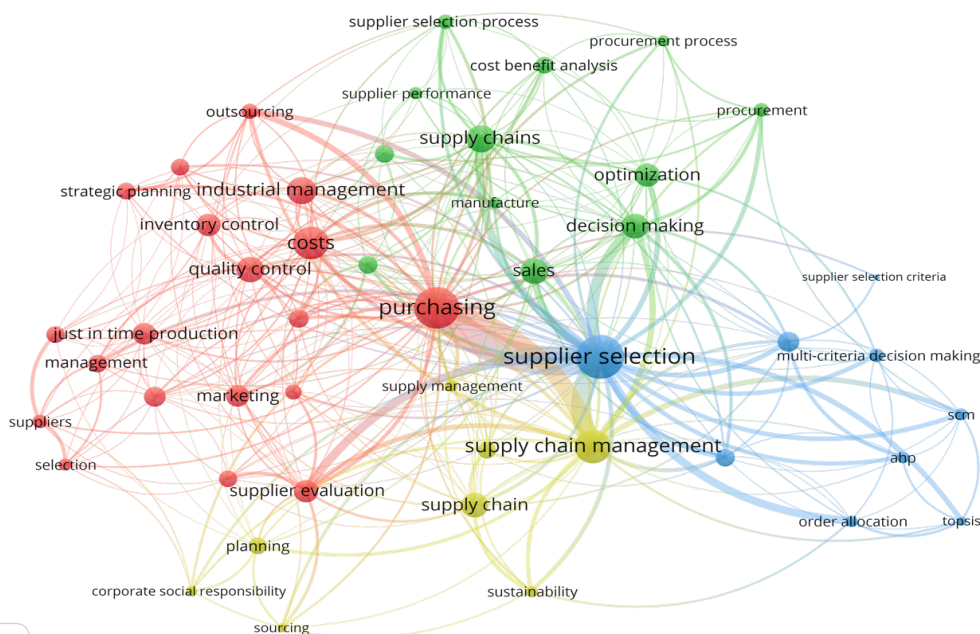 supplier selection process
procurement process
cost benefit analysis
supplier performance
outsourcing
procurement
supply chains
optimization
strategic planning
industrial management
manufacture
inventory control
decision making
costs
quality control
sales
supplier selection criteria
purchasing
just in time production
supplier selection
multi-criteria decision making
management
supply management
marketing
suppliers
scm
supply chain management
ahp
selection
supplier evaluation
supply chain
order allocation
topsis
planning
corporate social responsibility
sustainability
sourcing